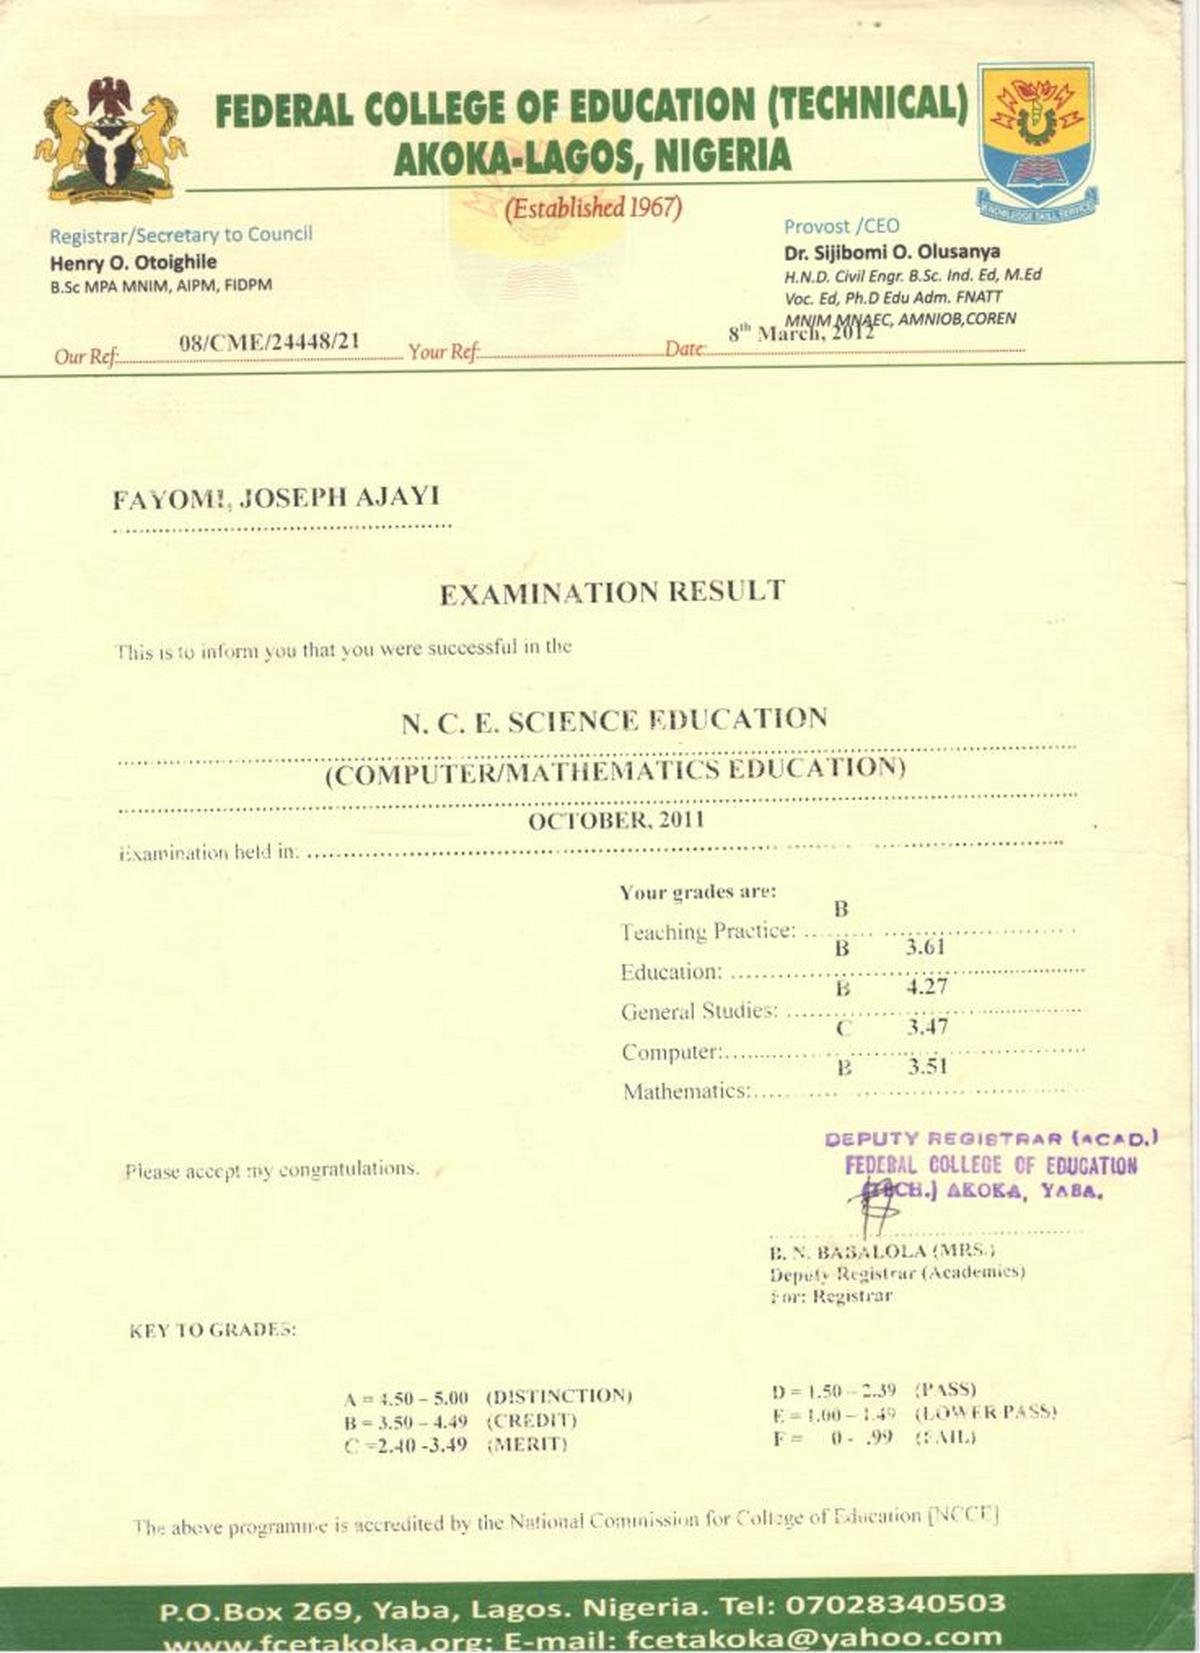 FEDERAL COLLEGE OF EDUCATION (TECHNICAL)
AKOKA-LAGOS, NIGERIA
(Established 1967)
KNOWLEDGE SKILL SERVICE
Registrar/Secretary to Council
Henry O. Otoighile
B.Sc MPA MNIM, AIPM, FIDPM
Provost /CEO
Dr. Sijibomi O. Olusanya
H.N.D. Civil Engr. B.Sc. Ind. Ed, M.Ed
Voc. Ed, Ph.D Edu Adm. FNATT
MNIM MNAEC, AMNIOB,COREN
Our Ref: 08/CME/24448/21 Your Ref: Date: 8th March, 2012
FAYOMI, JOSEPH AJAYI
EXAMINATION RESULT
This is to inform you that you were successful in the
N. C. E. SCIENCE EDUCATION
(COMPUTER/MATHEMATICS EDUCATION)
OCTOBER, 2011
Examination held in:
Your grades are:
B
Teaching Practice:
B 3.61
Education:
B 4.27
General Studies:
C 3.47
Computer:
B 3.51
Mathematics:
DEPUTY REGISTRAR (ACAD.)
FEDERAL COLLEGE OF EDUCATION
(TECH.) AKOKA, YABA.
Please accept my congratulations.
B. N. BABALOLA (MRS.)
Deputy Registrar (Academics)
For: Registrar
KEY TO GRADES:
A = 4.50 – 5.00 (DISTINCTION)
B = 3.50 – 4.49 (CREDIT)
C =2.40 -3.49 (MERIT)
D = 1.50 – 2.39 (PASS)
E = 1.00 – 1.49 (LOWER PASS)
F = 0 - .99 (FAIL)
The above programme is accredited by the National Commission for College of Education [NCCE]
P.O.Box 269, Yaba, Lagos. Nigeria. Tel: 07028340503
www.fcetakoka.org: E-mail: fcetakoka@yahoo.com